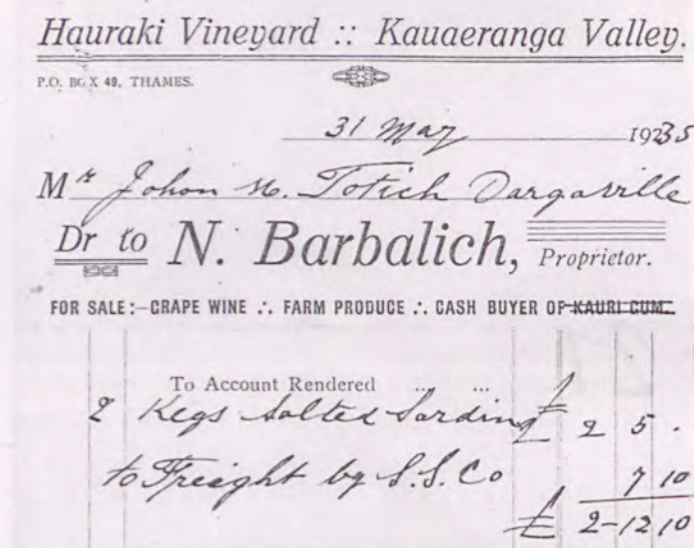 Hauraki Vineyard :: Kauaeranga Valley.
P.O. BOX 49, THAMES.
31 May 1935
Mr Johon M. Totich Dargaville
Dr to N. Barbalich, Proprietor.
FOR SALE:—GRAPE WINE .·. FARM PRODUCE .·. CASH BUYER OF KAURI GUM.
To Account Rendered ... ...
2 Kegs Salted Sardins £ 2 5 .
to Freight by S.S. Co 7 10
£ 2-12 10